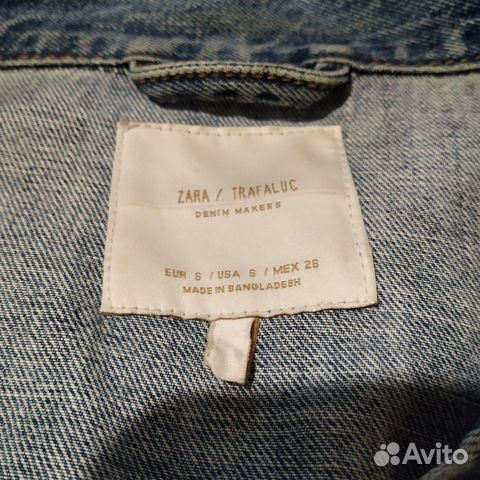 ZARA / TRAFALUC
DENIM MAKERS
EUR S / USA S / MEX 26
MADE IN BANGLADESH
Avito